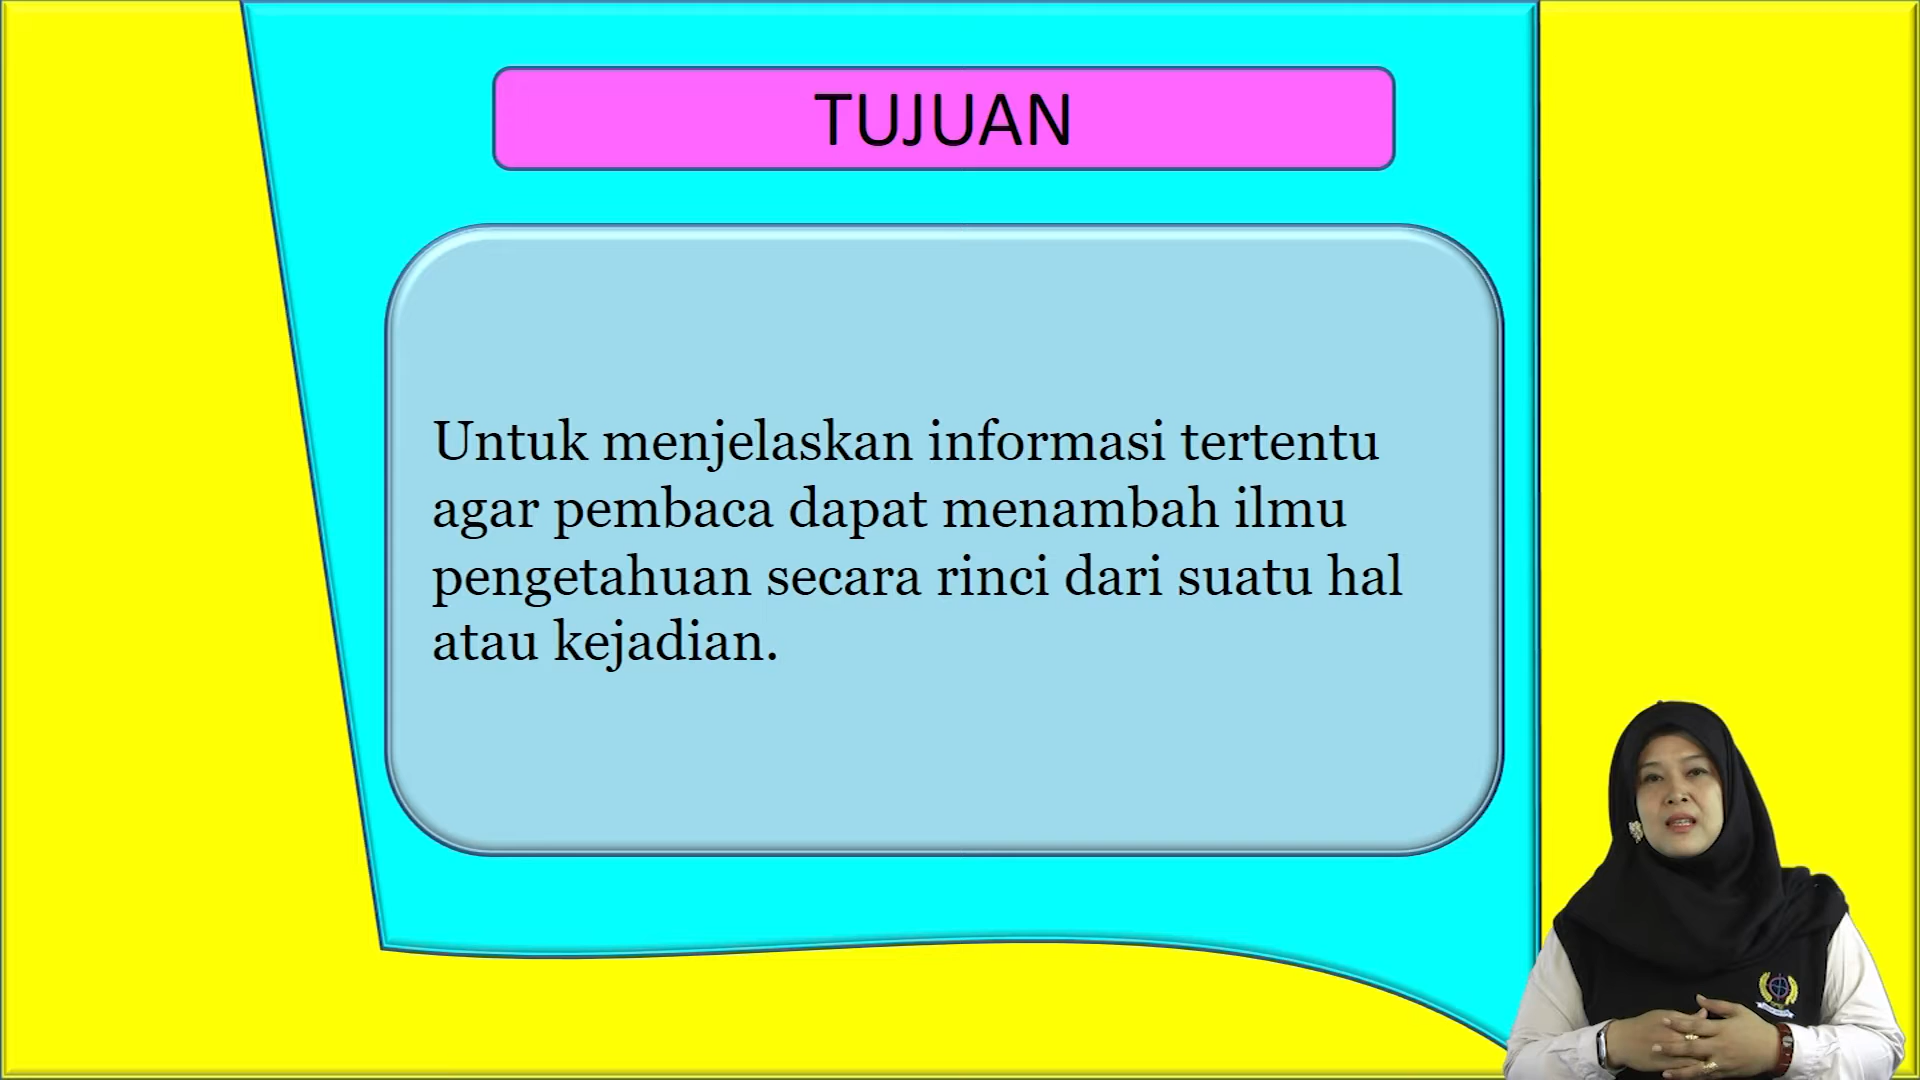 TUJUAN
Untuk menjelaskan informasi tertentu
agar pembaca dapat menambah ilmu
pengetahuan secara rinci dari suatu hal
atau kejadian.